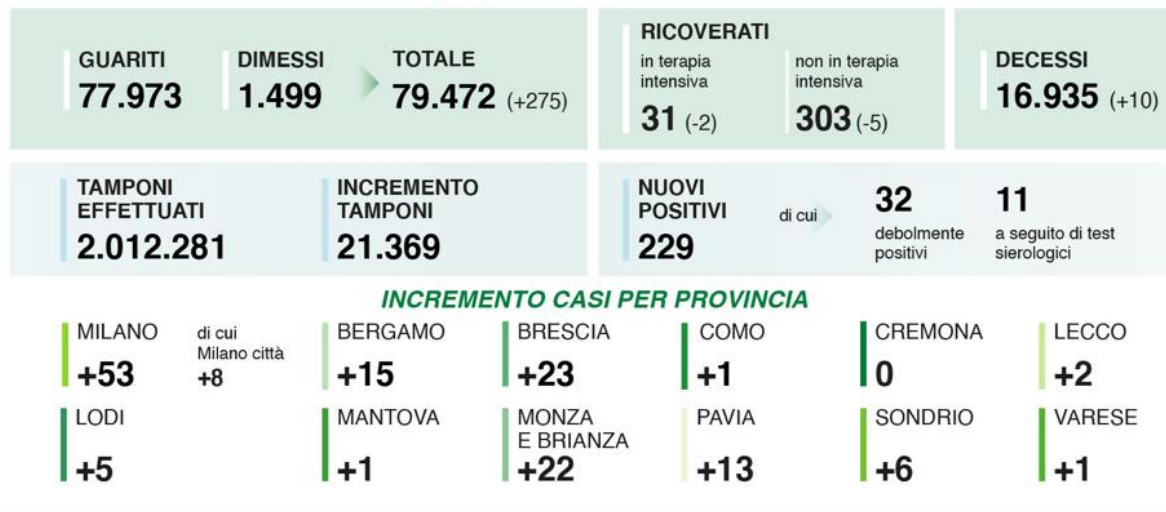 GUARITI
77.973
DIMESSI
1.499
TOTALE
79.472 (+275)
RICOVERATI
in terapia
intensiva
31 (-2)
non in terapia
intensiva
303 (-5)
DECESSI
16.935 (+10)
TAMPONI
EFFETTUATI
2.012.281
INCREMENTO
TAMPONI
21.369
NUOVI
POSITIVI
229
di cui
32
debolmente
positivi
11
a seguito di test
sierologici
INCREMENTO CASI PER PROVINCIA
MILANO
+53
di cui
Milano città
+8
BERGAMO
+15
BRESCIA
+23
COMO
+1
CREMONA
0
LECCO
+2
LODI
+5
MANTOVA
+1
MONZA
E BRIANZA
+22
PAVIA
+13
SONDRIO
+6
VARESE
+1